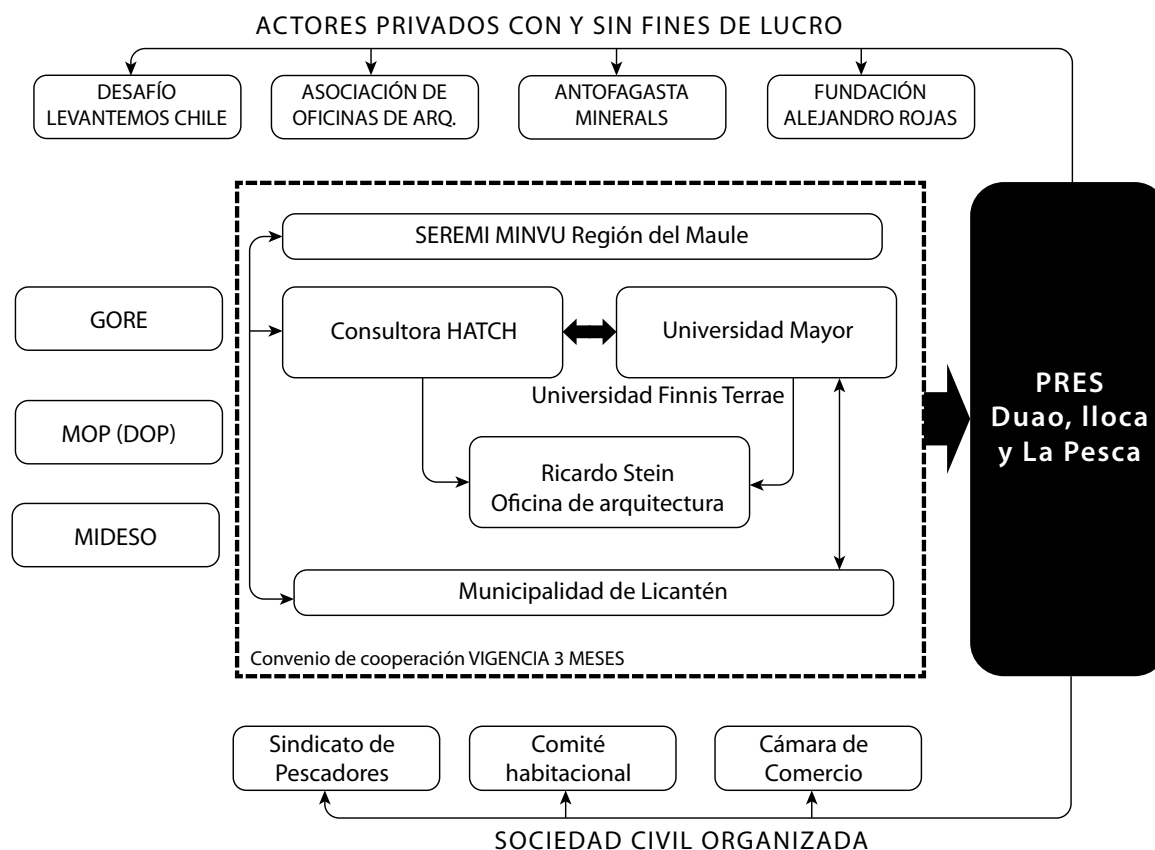 ACTORES PRIVADOS CON Y SIN FINES DE LUCRO
DESAFÍO
LEVANTEMOS CHILE
ASOCIACIÓN DE
OFICINAS DE ARQ.
ANTOFAGASTA
MINERALS
FUNDACIÓN
ALEJANDRO ROJAS
SEREMI MINVU Región del Maule
GORE
MOP (DOP)
MIDESO
Consultora HATCH
Universidad Mayor
Universidad Finnis Terrae
Ricardo Stein
Oficina de arquitectura
Municipalidad de Licantén
Convenio de cooperación VIGENCIA 3 MESES
PRES
Duao, Iloca
y La Pesca
Sindicato de
Pescadores
Comité
habitacional
Cámara de
Comercio
SOCIEDAD CIVIL ORGANIZADA